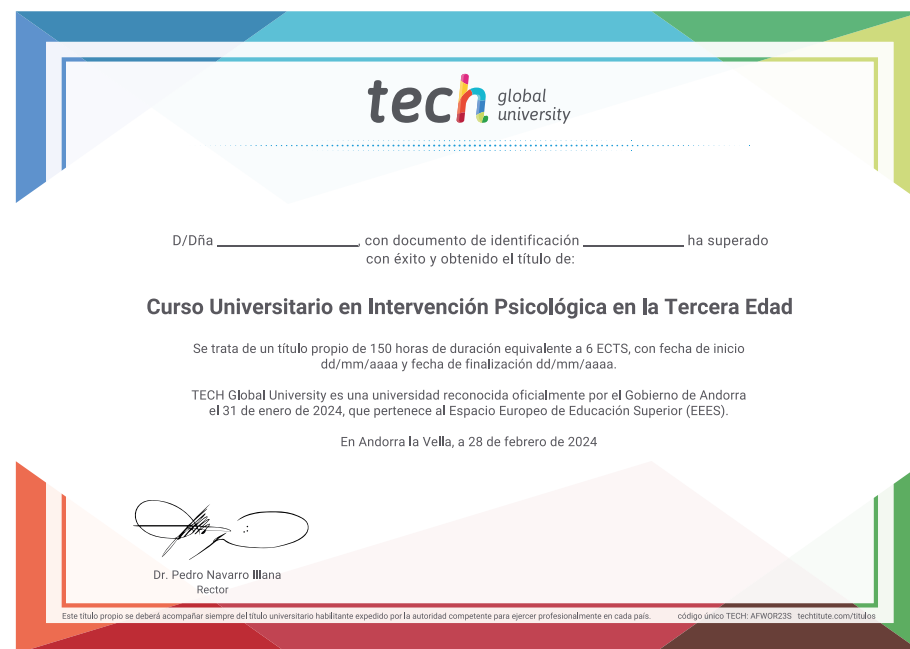 tech global
university
D/Dña ____________, con documento de identificación ____________ ha superado
con éxito y obtenido el título de:
Curso Universitario en Intervención Psicológica en la Tercera Edad
Se trata de un título propio de 150 horas de duración equivalente a 6 ECTS, con fecha de inicio
dd/mm/aaaa y fecha de finalización dd/mm/aaaa.
TECH Global University es una universidad reconocida oficialmente por el Gobierno de Andorra
el 31 de enero de 2024, que pertenece al Espacio Europeo de Educación Superior (EEES).
En Andorra la Vella, a 28 de febrero de 2024
Dr. Pedro Navarro Illana
Rector
Este título propio se deberá acompañar siempre del título universitario habilitante expedido por la autoridad competente para ejercer profesionalmente en cada país. código único TECH: AFWOR23S techtitute.com/titulos